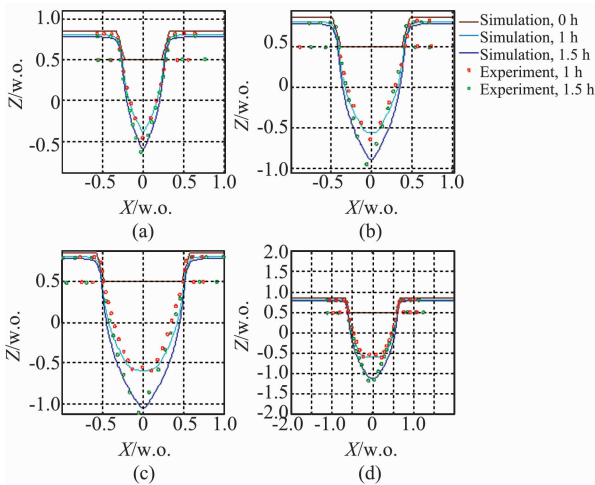 Z/w.o.
1.0
0.5
0
-0.5
-0.5
0
0.5
1.0
X/w.o.
(a)
Z/w.o.
0.5
0
-0.5
-1.0
-0.5
0
0.5
1.0
X/w.o.
(b)
Simulation, 0 h
Simulation, 1 h
Simulation, 1.5 h
Experiment, 1 h
Experiment, 1.5 h
Z/w.o.
0.5
0
-0.5
-1.0
-1.0
-0.5
0
0.5
1.0
X/w.o.
(c)
Z/w.o.
2.0
1.5
1.0
0.5
0
-0.5
-1.0
-1.5
-2.0
-2.0
-1.0
0
1.0
X/w.o.
(d)